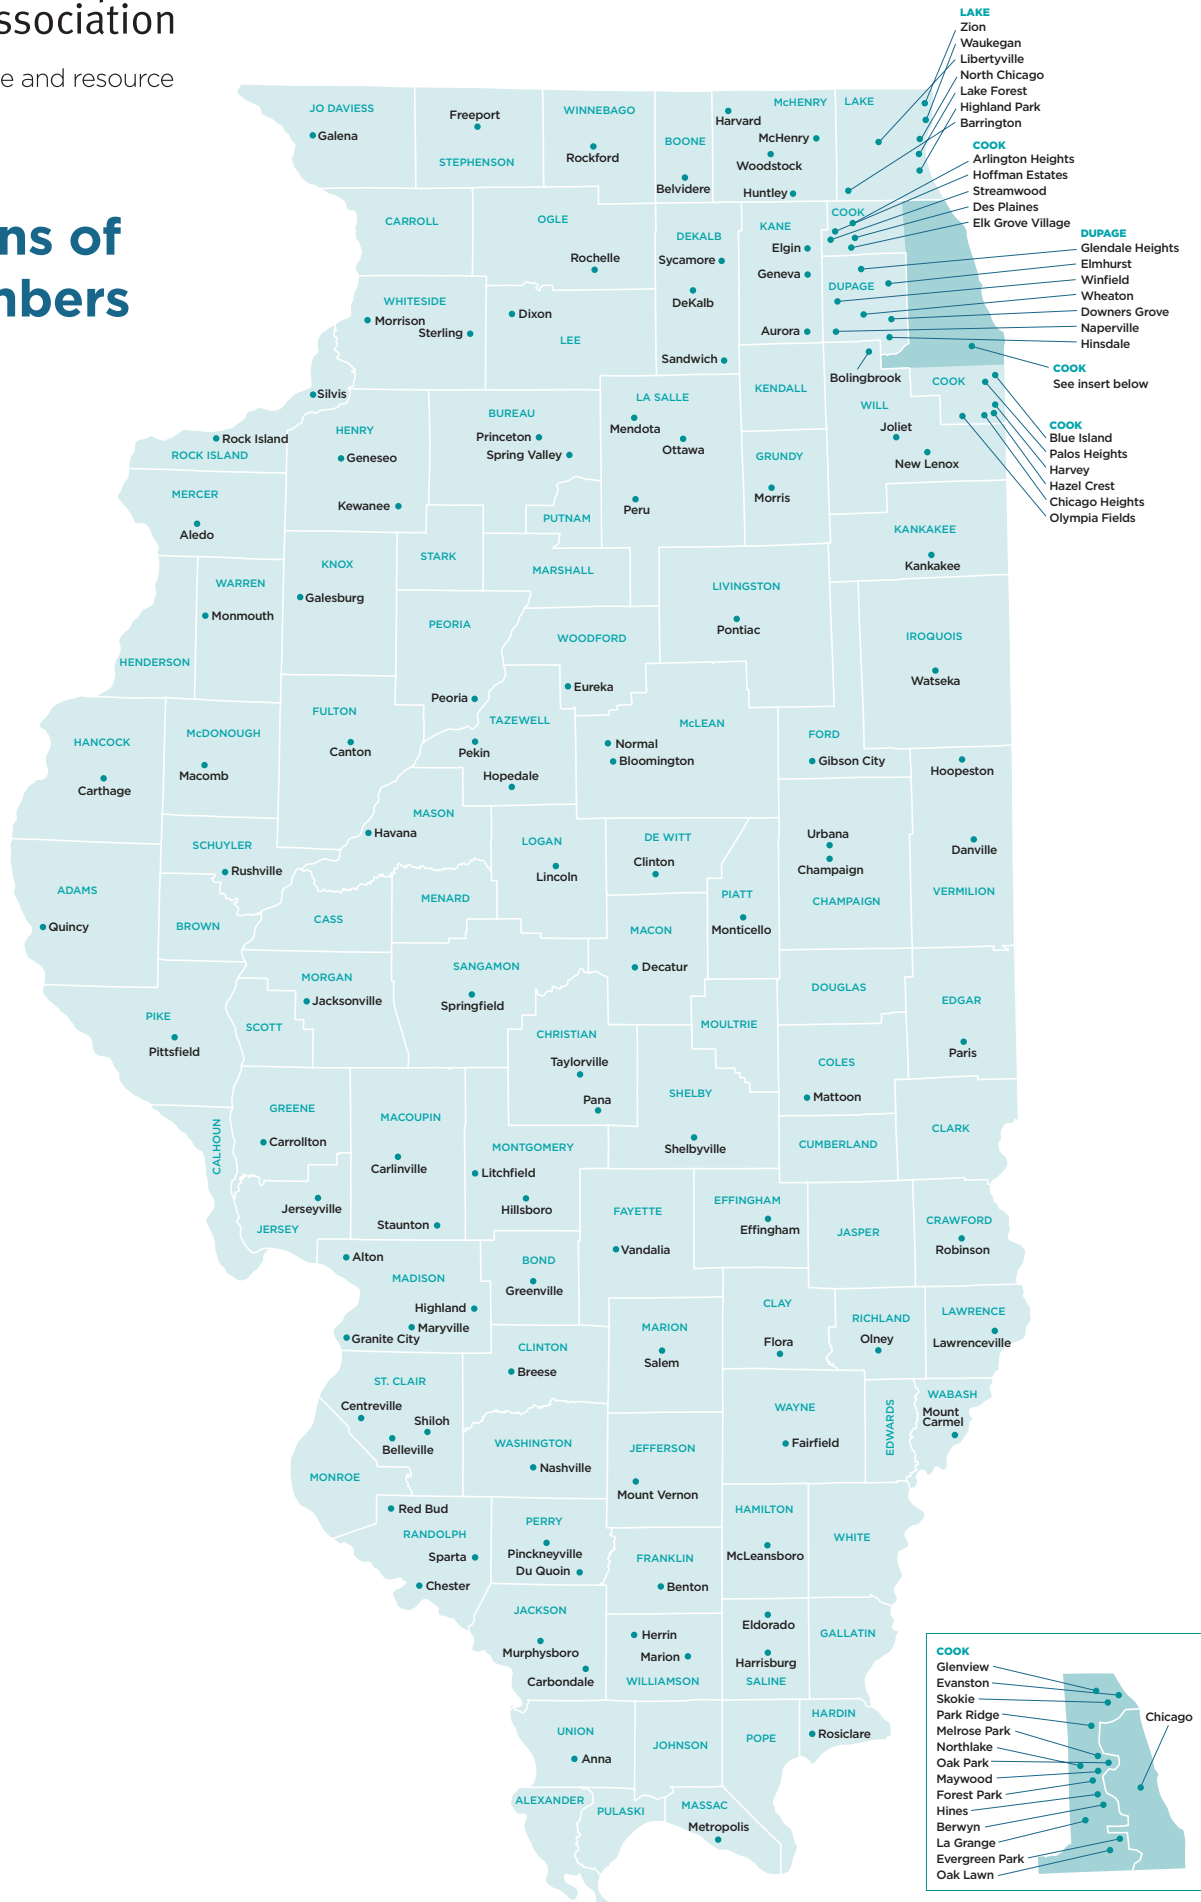 ssociation
e and resource
ns of
nbers
LAKE
Zion
Waukegan
Libertyville
North Chicago
Lake Forest
Highland Park
Barrington
COOK
Arlington Heights
Hoffman Estates
Streamwood
Des Plaines
Elk Grove Village
DUPAGE
Glendale Heights
Elmhurst
Winfield
Wheaton
Downers Grove
Naperville
Hinsdale
COOK
See insert below
COOK
Blue Island
Palos Heights
Harvey
Hazel Crest
Chicago Heights
Olympia Fields
JO DAVIESS
Galena
Freeport
STEPHENSON
WINNEBAGO
Rockford
BOONE
Belvidere
McHENRY
Harvard
McHenry
Woodstock
Huntley
LAKE
CARROLL
OGLE
Rochelle
DEKALB
Sycamore
DeKalb
Sandwich
KANE
Elgin
Geneva
Aurora
COOK
DUPAGE
WHITESIDE
Morrison
Sterling
Dixon
LEE
Silvis
Rock Island
ROCK ISLAND
HENRY
Geneseo
Kewanee
BUREAU
Princeton
Spring Valley
LA SALLE
Mendota
Ottawa
Peru
KENDALL
Bolingbrook
WILL
Joliet
New Lenox
COOK
GRUNDY
Morris
MERCER
Aledo
PUTNAM
KANKAKEE
Kankakee
KNOX
Galesburg
STARK
MARSHALL
WARREN
Monmouth
HENDERSON
PEORIA
Peoria
WOODFORD
Eureka
LIVINGSTON
Pontiac
IROQUOIS
Watseka
HANCOCK
Carthage
McDONOUGH
Macomb
FULTON
Canton
TAZEWELL
Pekin
Hopedale
McLEAN
Normal
Bloomington
FORD
Gibson City
Hoopeston
Danville
VERMILION
MASON
Havana
SCHUYLER
Rushville
LOGAN
Lincoln
DE WITT
Clinton
Urbana
Champaign
CHAMPAIGN
ADAMS
Quincy
BROWN
CASS
MENARD
PIATT
Monticello
MACON
Decatur
MORGAN
Jacksonville
SANGAMON
Springfield
PIKE
Pittsfield
SCOTT
CHRISTIAN
Taylorville
Pana
MOULTRIE
DOUGLAS
EDGAR
Paris
COLES
Mattoon
SHELBY
Shelbyville
CALHOUN
GREENE
Carrollton
MACOUPIN
Carlinville
Staunton
MONTGOMERY
Litchfield
Hillsboro
CUMBERLAND
CLARK
Jerseyville
JERSEY
FAYETTE
Vandalia
EFFINGHAM
Effingham
JASPER
CRAWFORD
Robinson
Alton
MADISON
Highland
Maryville
Granite City
BOND
Greenville
CLAY
Flora
RICHLAND
Olney
LAWRENCE
Lawrenceville
MARION
Salem
CLINTON
Breese
ST. CLAIR
Centreville
Shiloh
Belleville
WAYNE
Fairfield
EDWARDS
WABASH
Mount
Carmel
WASHINGTON
Nashville
JEFFERSON
Mount Vernon
MONROE
Red Bud
RANDOLPH
Sparta
Chester
PERRY
Pinckneyville
Du Quoin
FRANKLIN
Benton
HAMILTON
McLeansboro
WHITE
JACKSON
Murphysboro
Carbondale
Herrin
Marion
WILLIAMSON
Eldorado
Harrisburg
SALINE
GALLATIN
UNION
Anna
JOHNSON
POPE
HARDIN
Rosiclare
ALEXANDER
PULASKI
MASSAC
Metropolis
COOK
Glenview
Evanston
Skokie
Park Ridge
Melrose Park
Northlake
Oak Park
Maywood
Forest Park
Hines
Berwyn
La Grange
Evergreen Park
Oak Lawn
Chicago